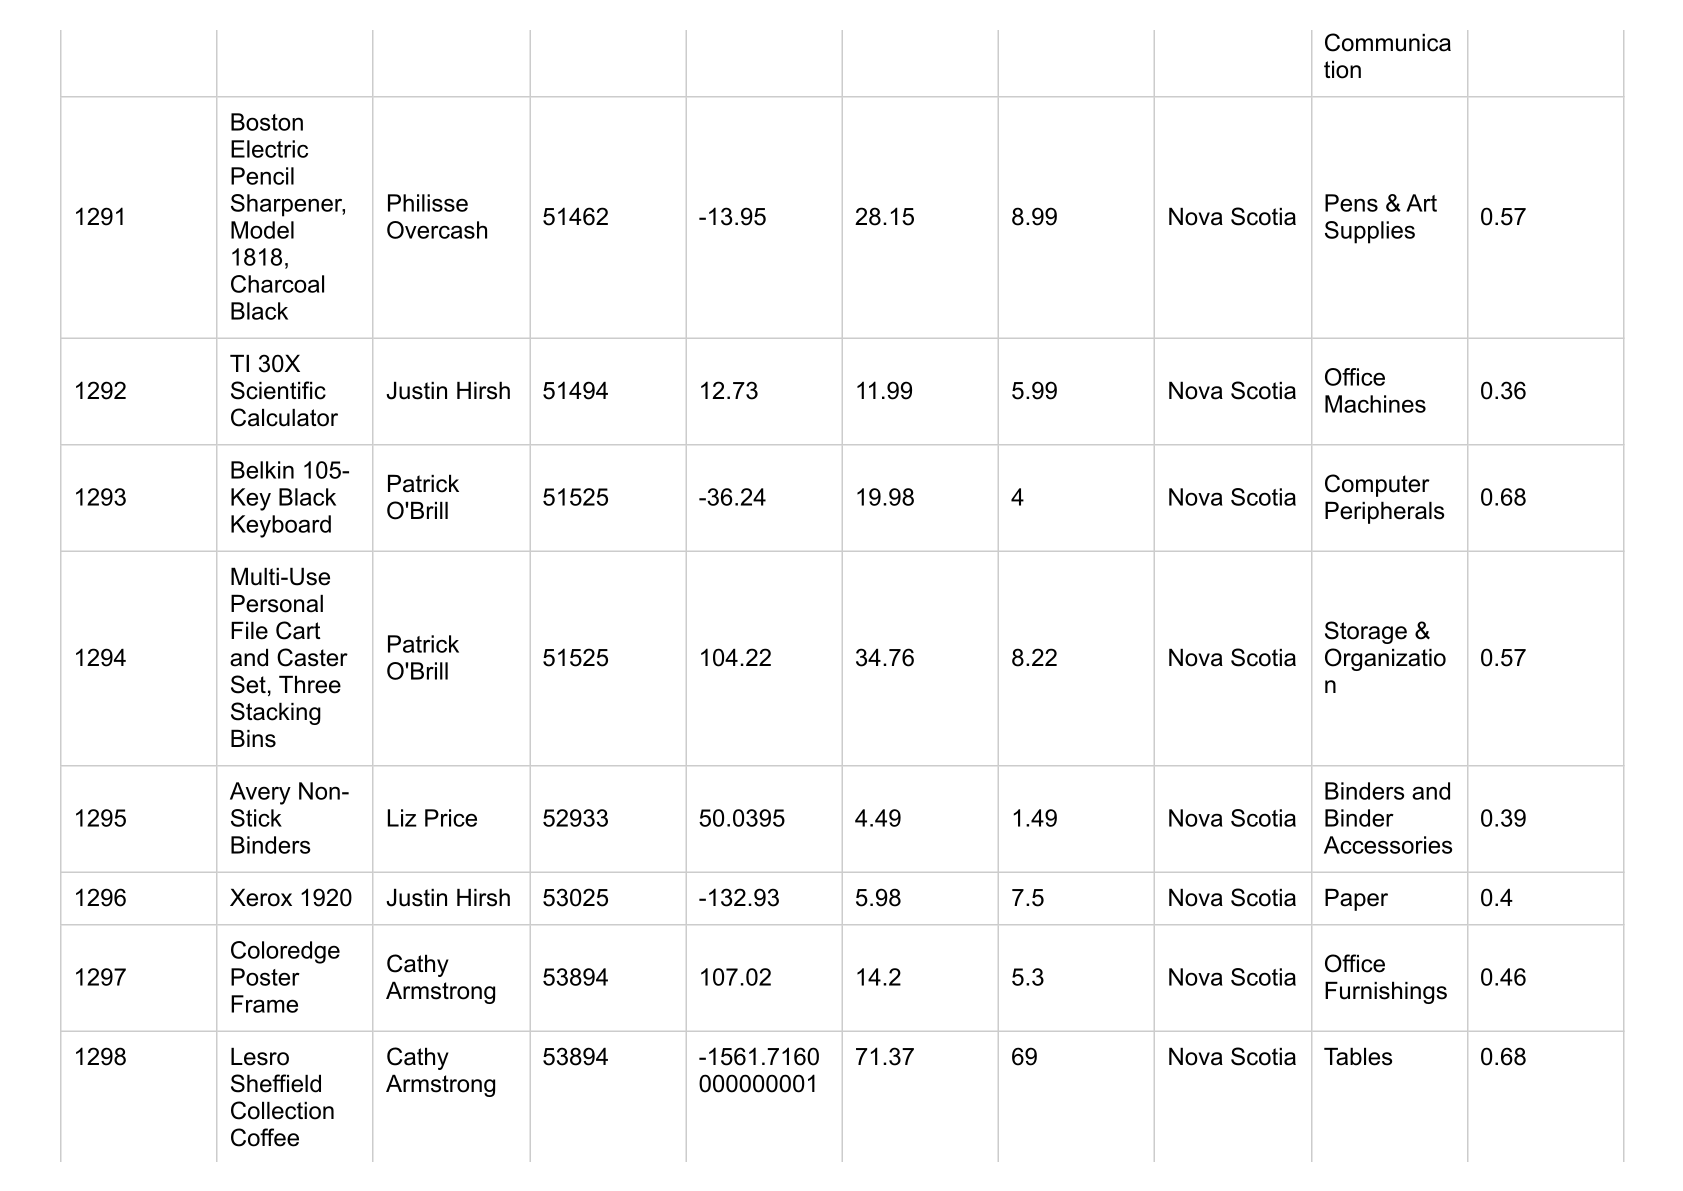 Communica
tion
1291
Boston
Electric
Pencil
Sharpener,
Model
1818,
Charcoal
Black
Philisse
Overcash
51462
-13.95
28.15
8.99
Nova Scotia
Pens & Art
Supplies
0.57
1292
TI 30X
Scientific
Calculator
Justin Hirsh
51494
12.73
11.99
5.99
Nova Scotia
Office
Machines
0.36
1293
Belkin 105-
Key Black
Keyboard
Patrick
O'Brill
51525
-36.24
19.98
4
Nova Scotia
Computer
Peripherals
0.68
1294
Multi-Use
Personal
File Cart
and Caster
Set, Three
Stacking
Bins
Patrick
O'Brill
51525
104.22
34.76
8.22
Nova Scotia
Storage &
Organizatio
n
0.57
1295
Avery Non-
Stick
Binders
Liz Price
52933
50.0395
4.49
1.49
Nova Scotia
Binders and
Binder
Accessories
0.39
1296
Xerox 1920
Justin Hirsh
53025
-132.93
5.98
7.5
Nova Scotia
Paper
0.4
1297
Coloredge
Poster
Frame
Cathy
Armstrong
53894
107.02
14.2
5.3
Nova Scotia
Office
Furnishings
0.46
1298
Lesro
Sheffield
Collection
Coffee
Cathy
Armstrong
53894
-1561.7160
000000001
71.37
69
Nova Scotia
Tables
0.68